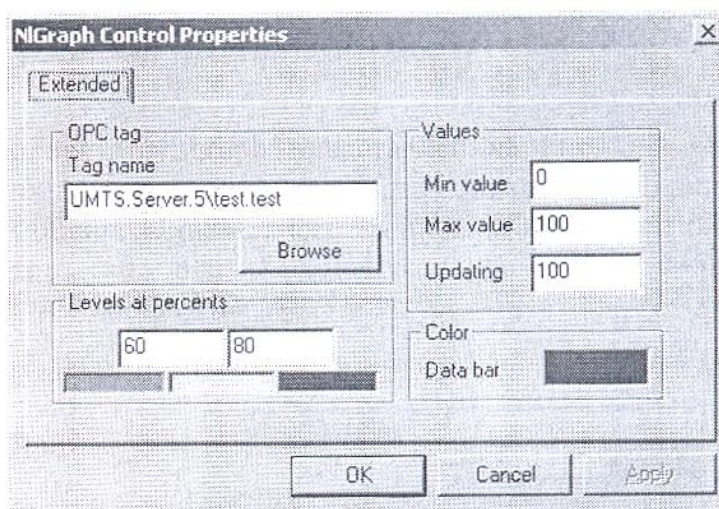 NlGraph Control Properties
Extended
OPC tag
Tag name
UMTS.Server.5\test.test
Browse
Levels at percents
60 80
Values
Min value 0
Max value 100
Updating 100
Color
Data bar
OK Cancel Apply